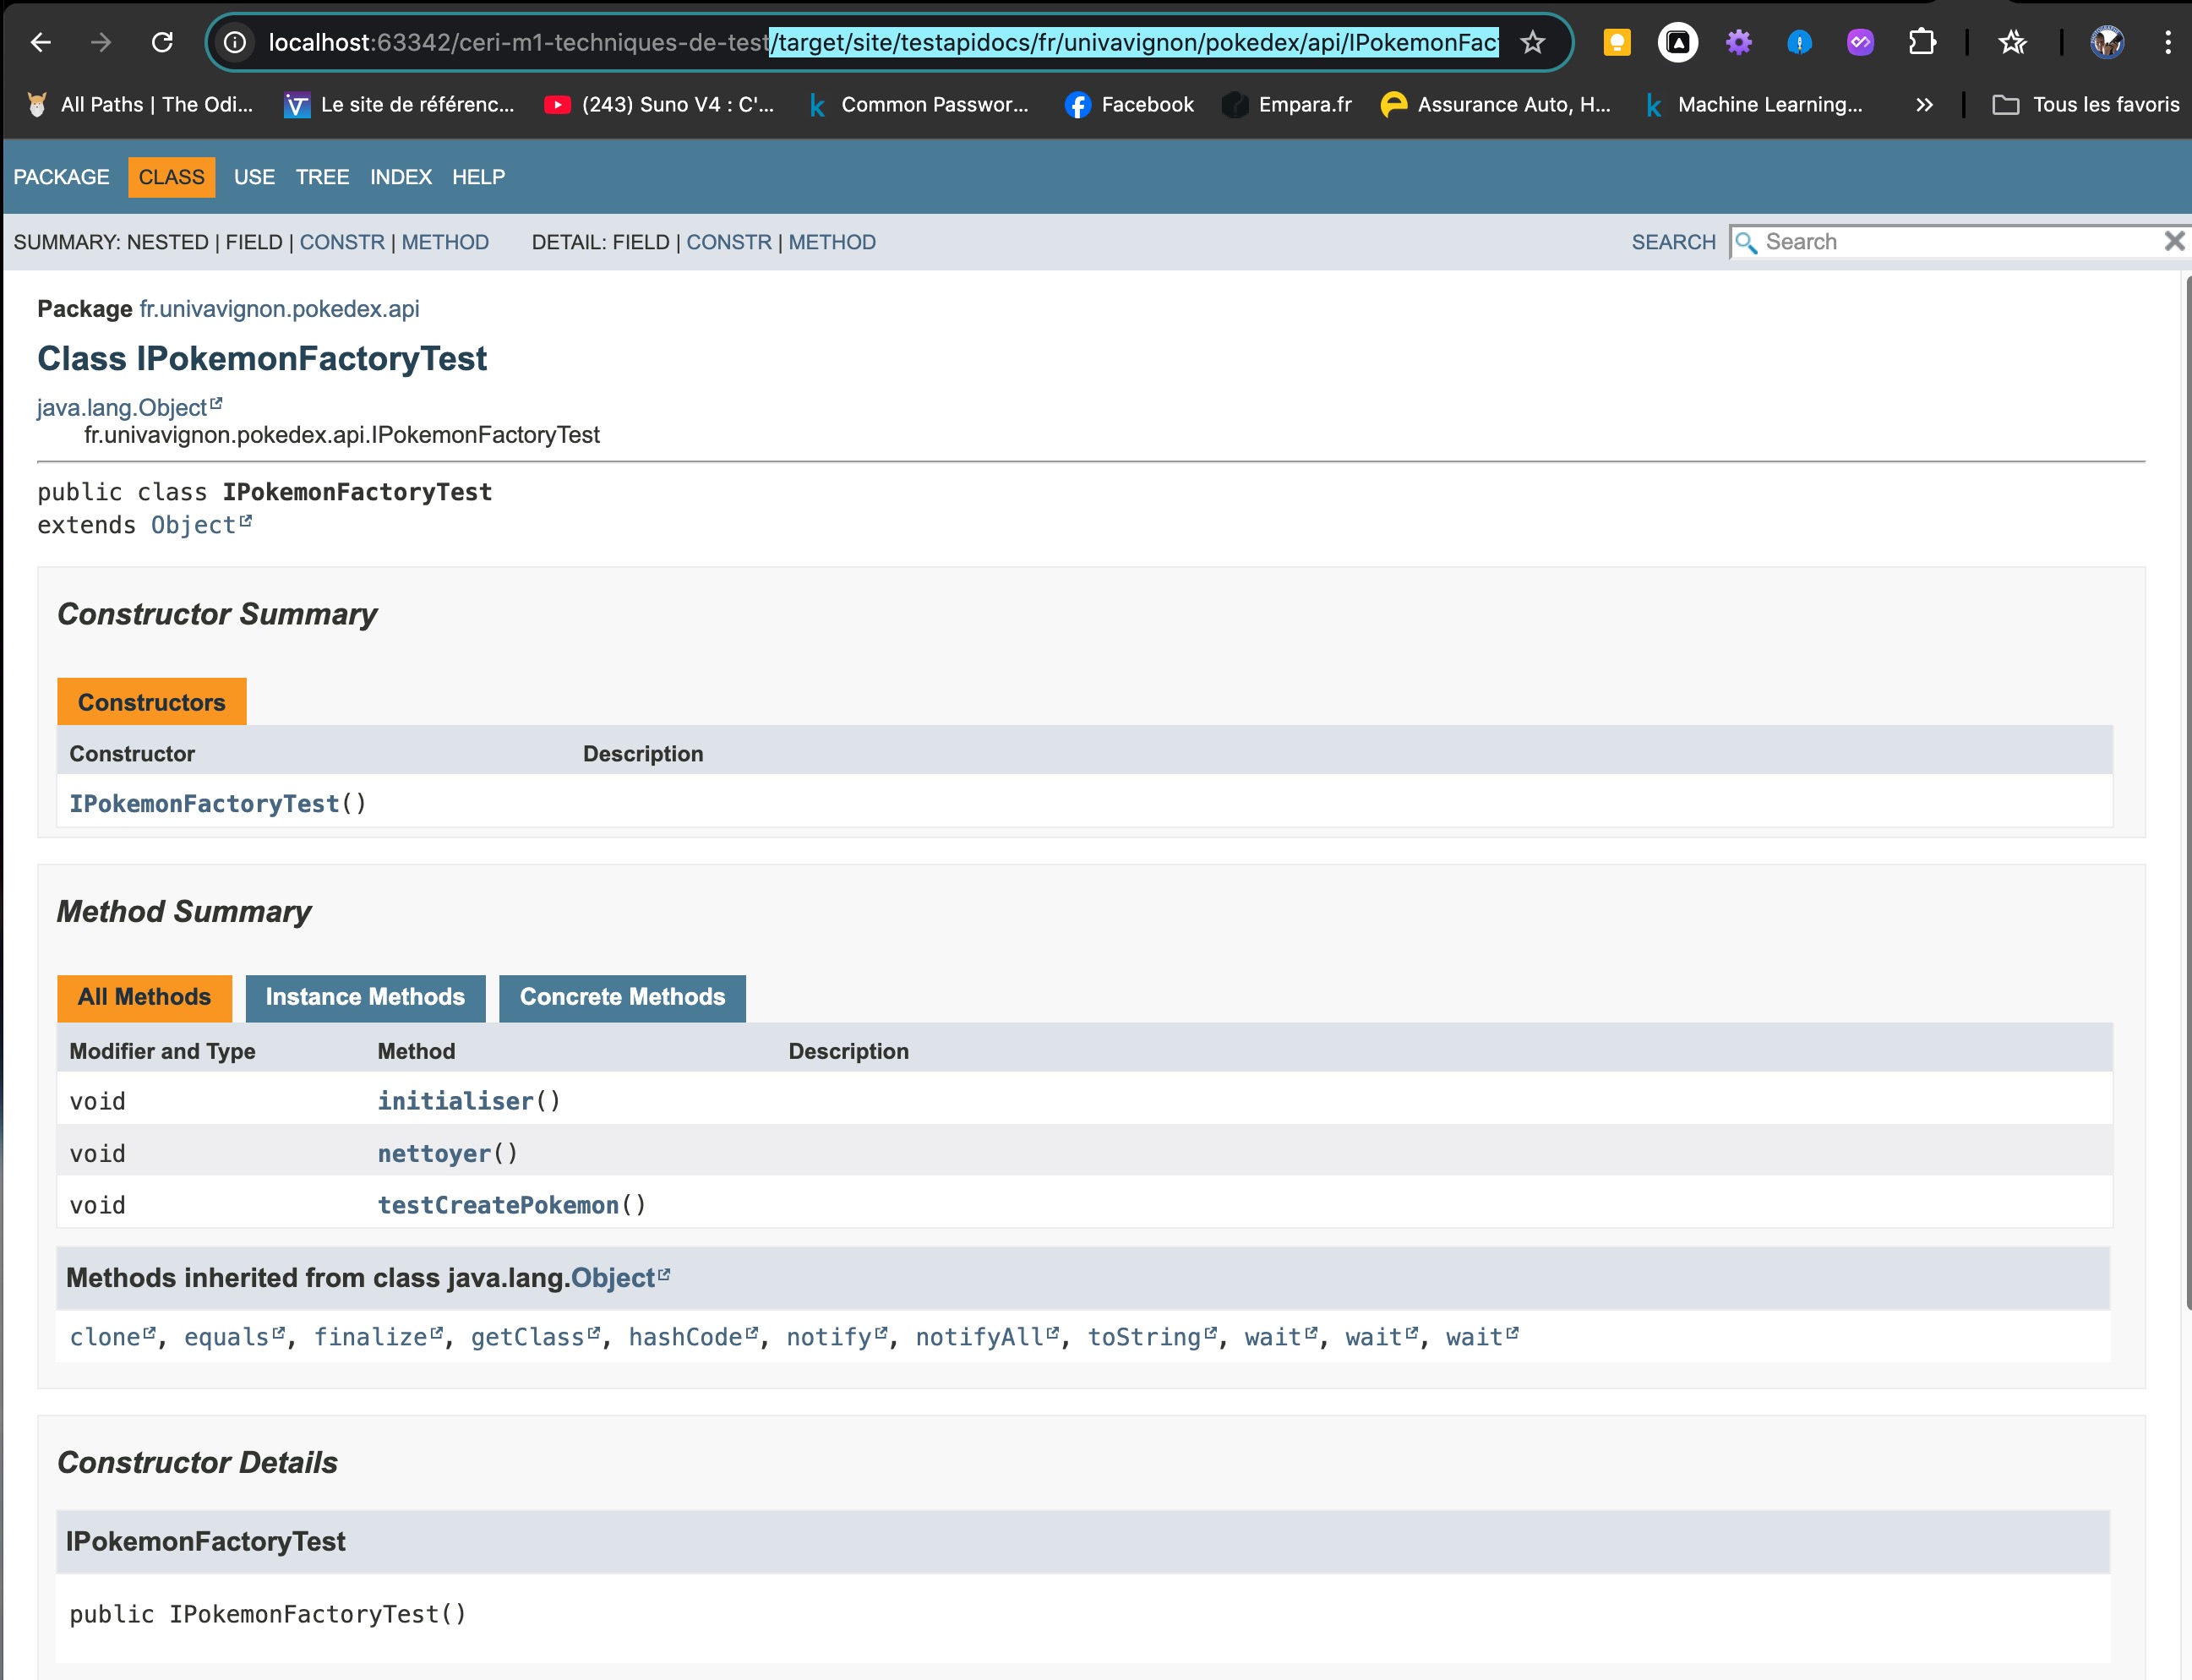 localhost:63342/ceri-m1-techniques-de-test/target/site/testapidocs/fr/univavignon/pokedex/api/IPokemonFac
All Paths | The Odi... Le site de référenc... (243) Suno V4 : C'... Common Passwor... Facebook Empara.fr Assurance Auto, H... Machine Learning... » Tous les favoris
PACKAGE CLASS USE TREE INDEX HELP
SUMMARY: NESTED | FIELD | CONSTR | METHOD DETAIL: FIELD | CONSTR | METHOD SEARCH Search
Package fr.univavignon.pokedex.api
Class IPokemonFactoryTest
java.lang.Object
fr.univavignon.pokedex.api.IPokemonFactoryTest
public class IPokemonFactoryTest
extends Object
Constructor Summary
Constructors
Constructor Description
IPokemonFactoryTest()
Method Summary
All Methods Instance Methods Concrete Methods
Modifier and Type Method Description
void initialiser()
void nettoyer()
void testCreatePokemon()
Methods inherited from class java.lang.Object
clone, equals, finalize, getClass, hashCode, notify, notifyAll, toString, wait, wait, wait
Constructor Details
IPokemonFactoryTest
public IPokemonFactoryTest()